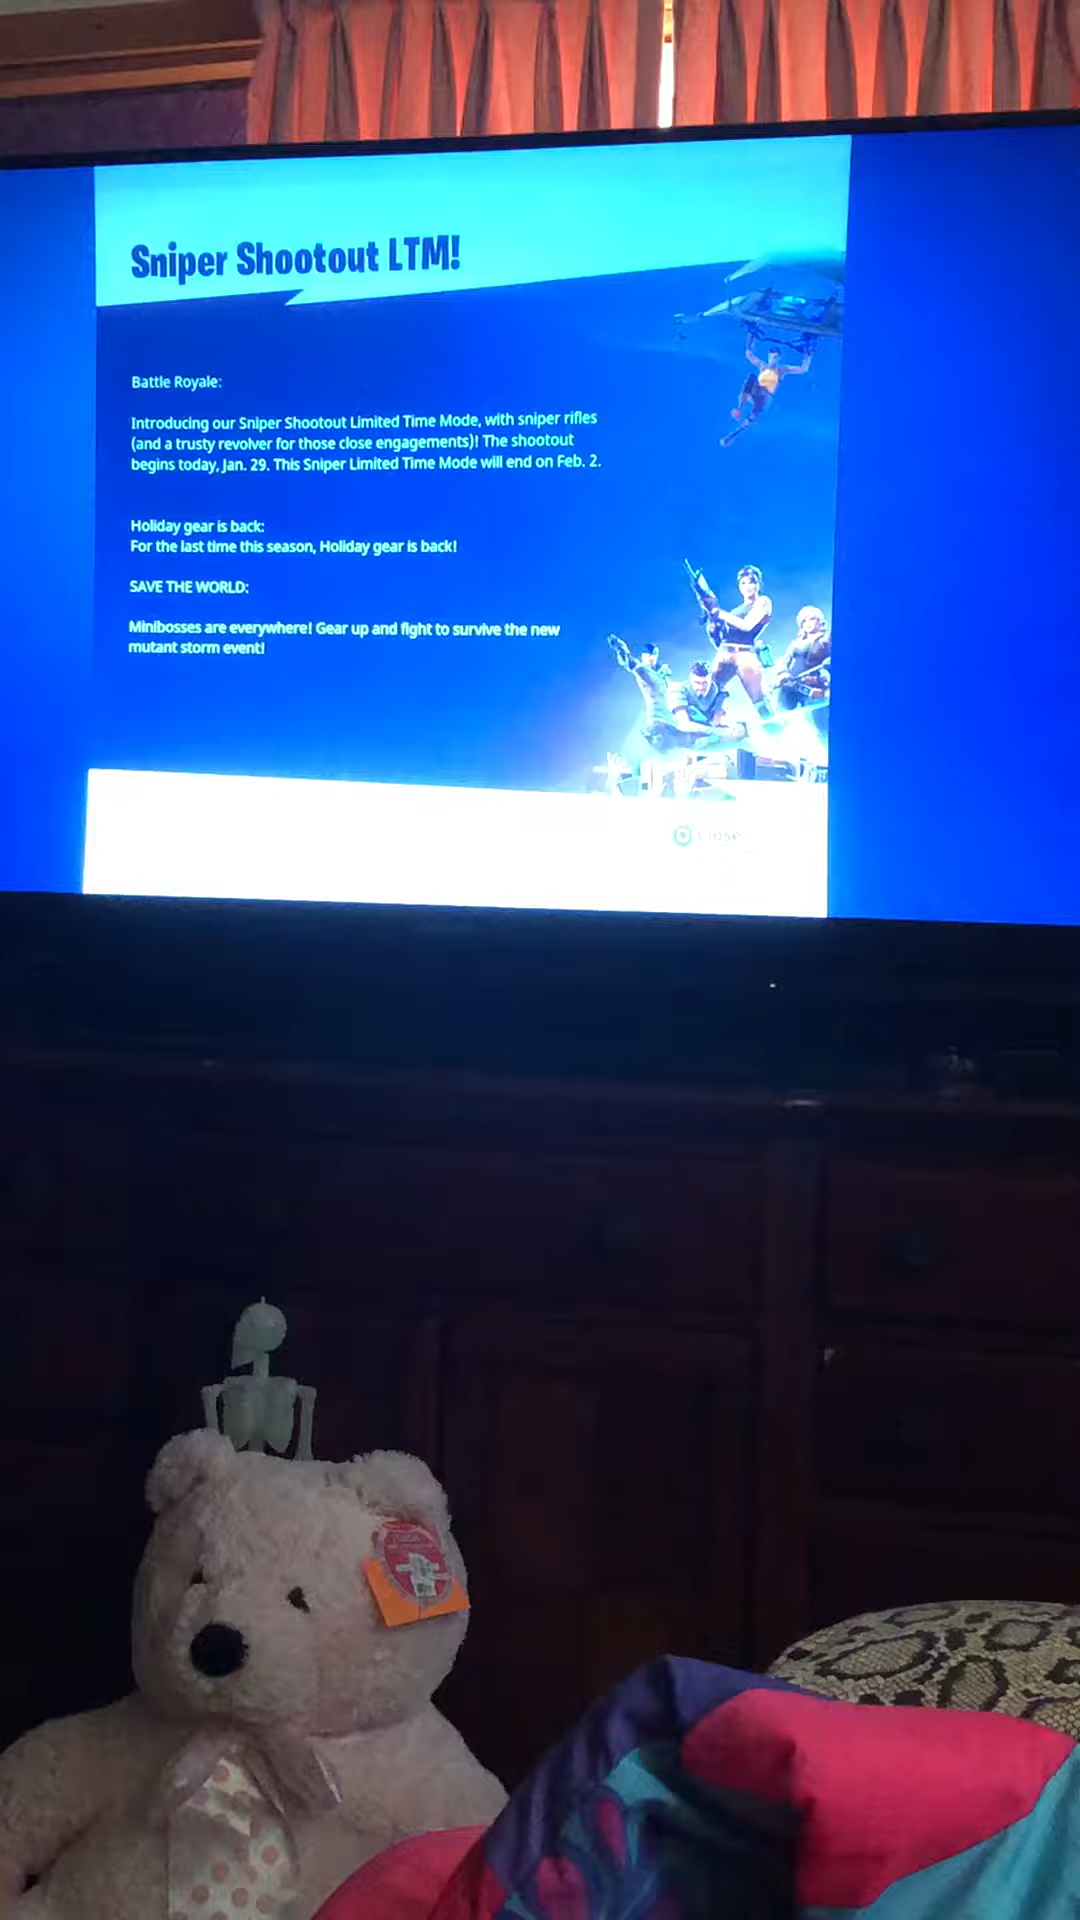 Sniper Shootout LTM!
Battle Royale:
Introducing our Sniper Shootout Limited Time Mode, with sniper rifles
(and a trusty revolver for those close engagements)! The shootout
begins today, Jan. 29. This Sniper Limited Time Mode will end on Feb. 2.
Holiday gear is back:
For the last time this season, Holiday gear is back!
SAVE THE WORLD:
Minibosses are everywhere! Gear up and fight to survive the new
mutant storm event!
Close